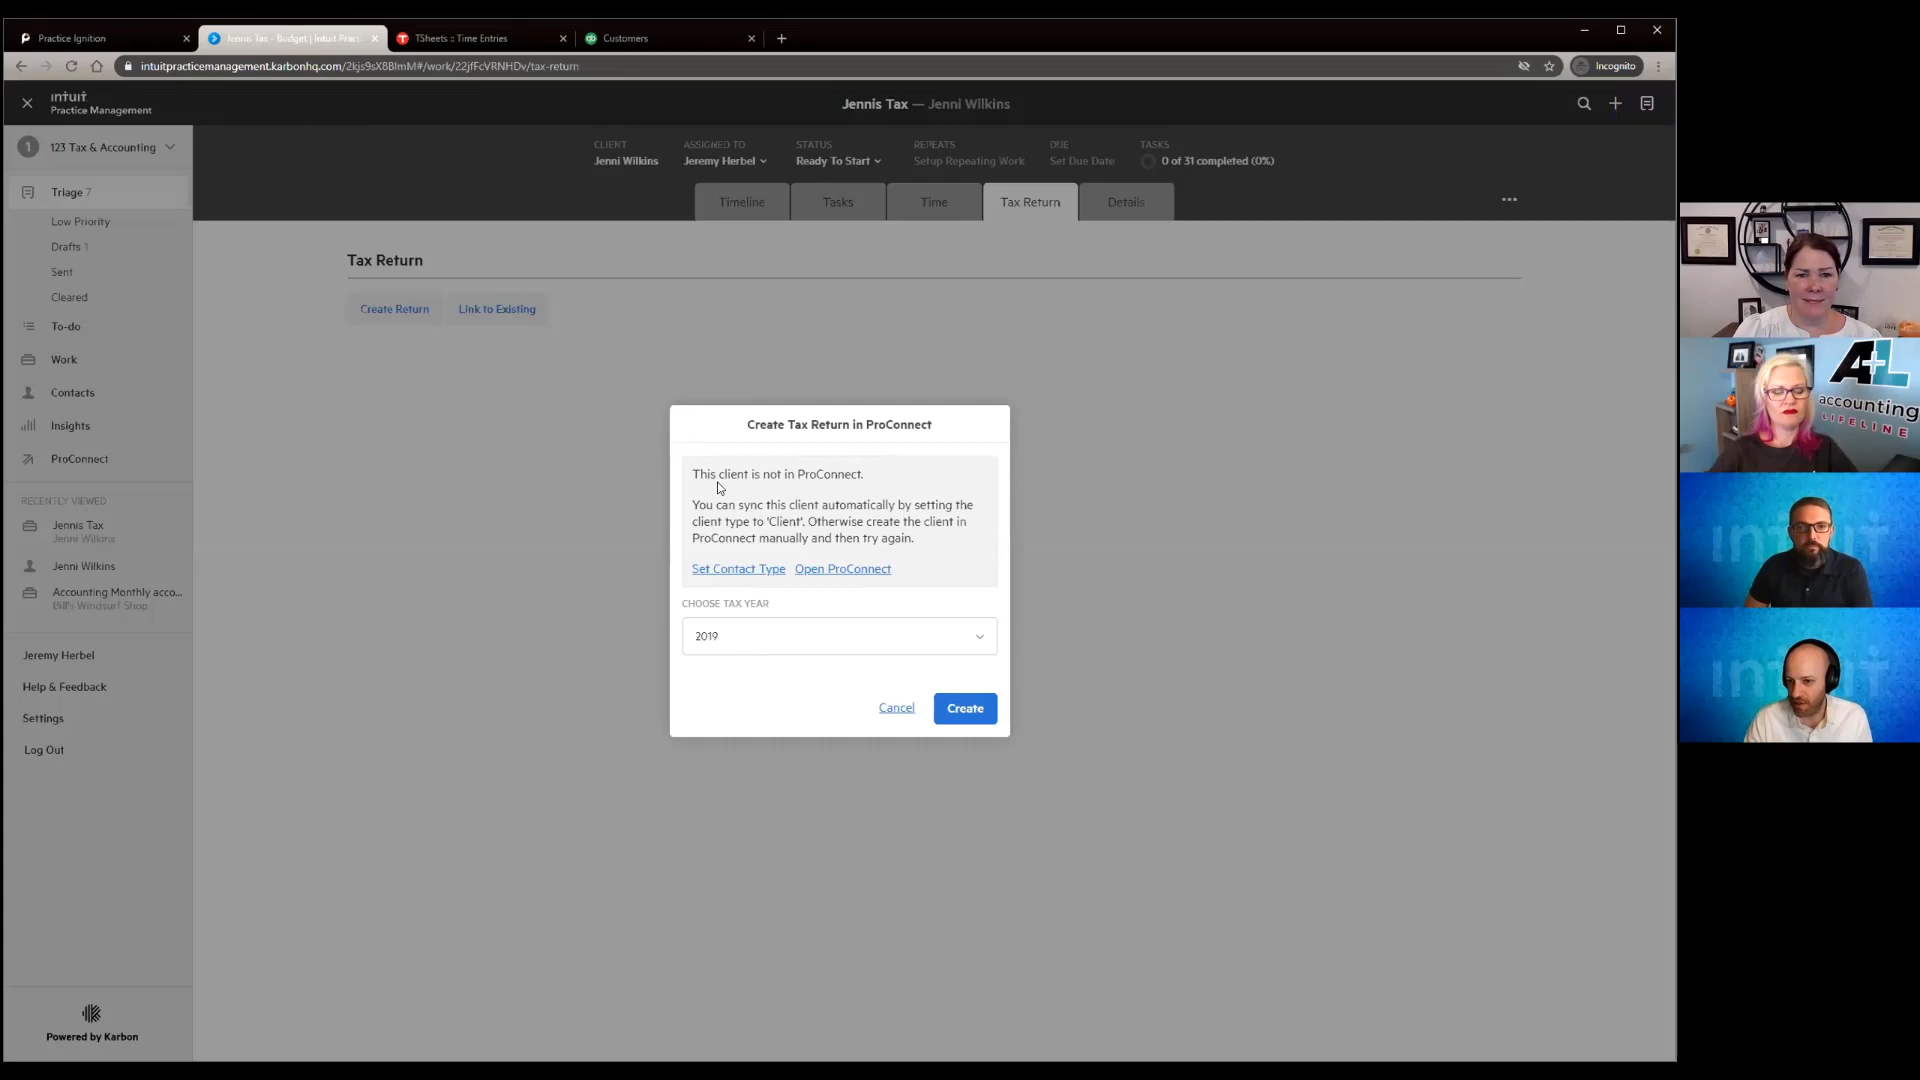 Practice Ignition
Jennis Tax - Budget | Intuit Pract
TSheets :: Time Entries
Customers
intuitpracticemanagement.karbonhq.com/2kjs9sX8BlmM#/work/22jfFcVRNHDv/tax-return
Incognito
intuit
Practice Management
Jennis Tax — Jenni Wilkins
1
123 Tax & Accounting
CLIENT
Jenni Wilkins
ASSIGNED TO
Jeremy Herbel
STATUS
Ready To Start
REPEATS
Setup Repeating Work
DUE
Set Due Date
TASKS
0 of 31 completed (0%)
Timeline
Tasks
Time
Tax Return
Details
Triage 7
Low Priority
Drafts 1
Sent
Cleared
To-do
Work
Contacts
Insights
ProConnect
RECENTLY VIEWED
Jennis Tax
Jenni Wilkins
Jenni Wilkins
Accounting Monthly acco...
Bill's Windsurf Shop
Jeremy Herbel
Help & Feedback
Settings
Log Out
Powered by Karbon
Tax Return
Create Return
Link to Existing
Create Tax Return in ProConnect
This client is not in ProConnect.
You can sync this client automatically by setting the
client type to 'Client'. Otherwise create the client in
ProConnect manually and then try again.
Set Contact Type
Open ProConnect
CHOOSE TAX YEAR
2019
Cancel
Create
A+L
accounting
LIFELINE